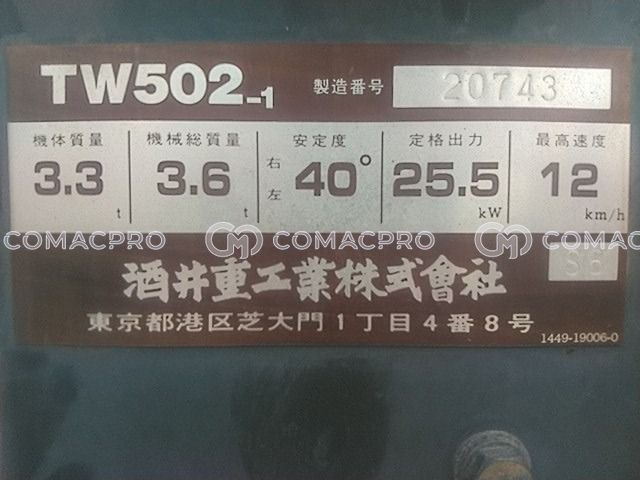 TW502-1 製造番号 20743
機体質量 機械総質量 安定度 定格出力 最高速度
3.3 t 3.6 t 右左 40° 25.5 kW 12 km/h
COMACPRO COMACPRO COMACPRO
酒井重工業株式會社
東京都港区芝大門1丁目4番8号
1449-19006-0